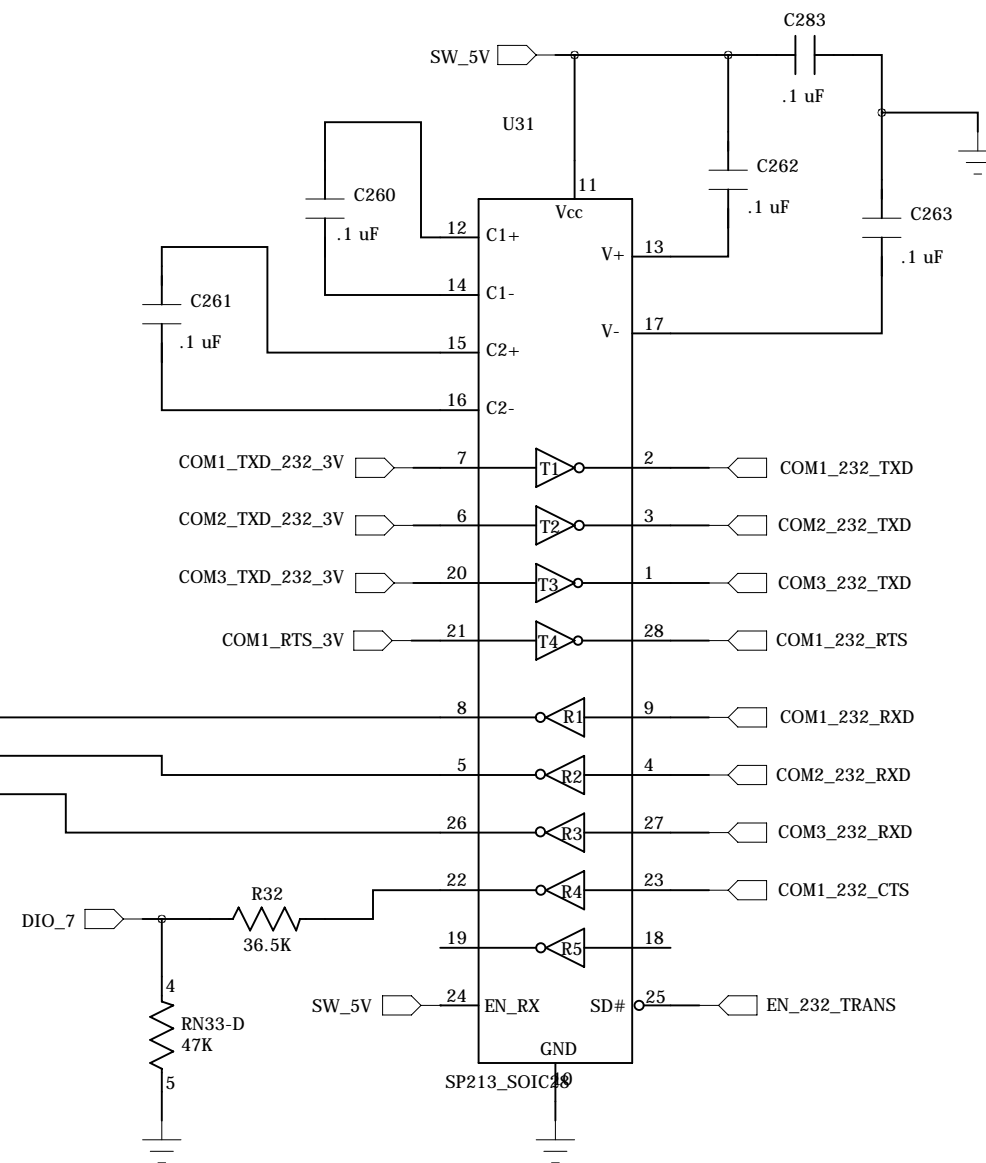 C283
SW_5V
.1 uF
U31
C262
.1 uF
C260
.1 uF
11
Vcc
C263
.1 uF
12 C1+
V+ 13
14 C1-
C261
.1 uF
V- 17
15 C2+
16 C2-
COM1_TXD_232_3V 7 T1 2 COM1_232_TXD
COM2_TXD_232_3V 6 T2 3 COM2_232_TXD
COM3_TXD_232_3V 20 T3 1 COM3_232_TXD
COM1_RTS_3V 21 T4 28 COM1_232_RTS
8 R1 9 COM1_232_RXD
5 R2 4 COM2_232_RXD
26 R3 27 COM3_232_RXD
22 R4 23 COM1_232_CTS
R32
DIO_7
36.5K
19 R5 18
4
SW_5V 24 EN_RX SD# 25 EN_232_TRANS
RN33-D
47K
GND
5
SP213_SOIC28
10